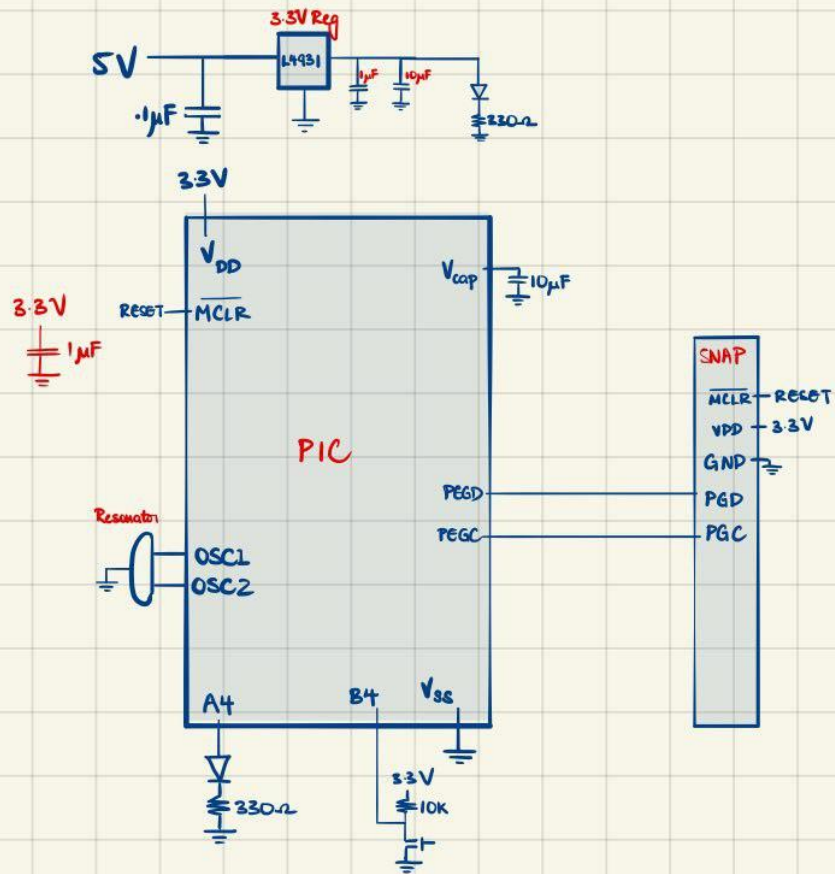 3.3V Reg
5V
L4931
.1µF
1µF
10µF
330Ω
3.3V
VDD
Vcap
10µF
RESET
MCLR
3.3V
1µF
SNAP
MCLR
RESET
VDD
3.3V
GND
PIC
PEGD
PGD
PEGC
PGC
Resonator
OSC1
OSC2
A4
B4
Vss
330Ω
3.3V
10K